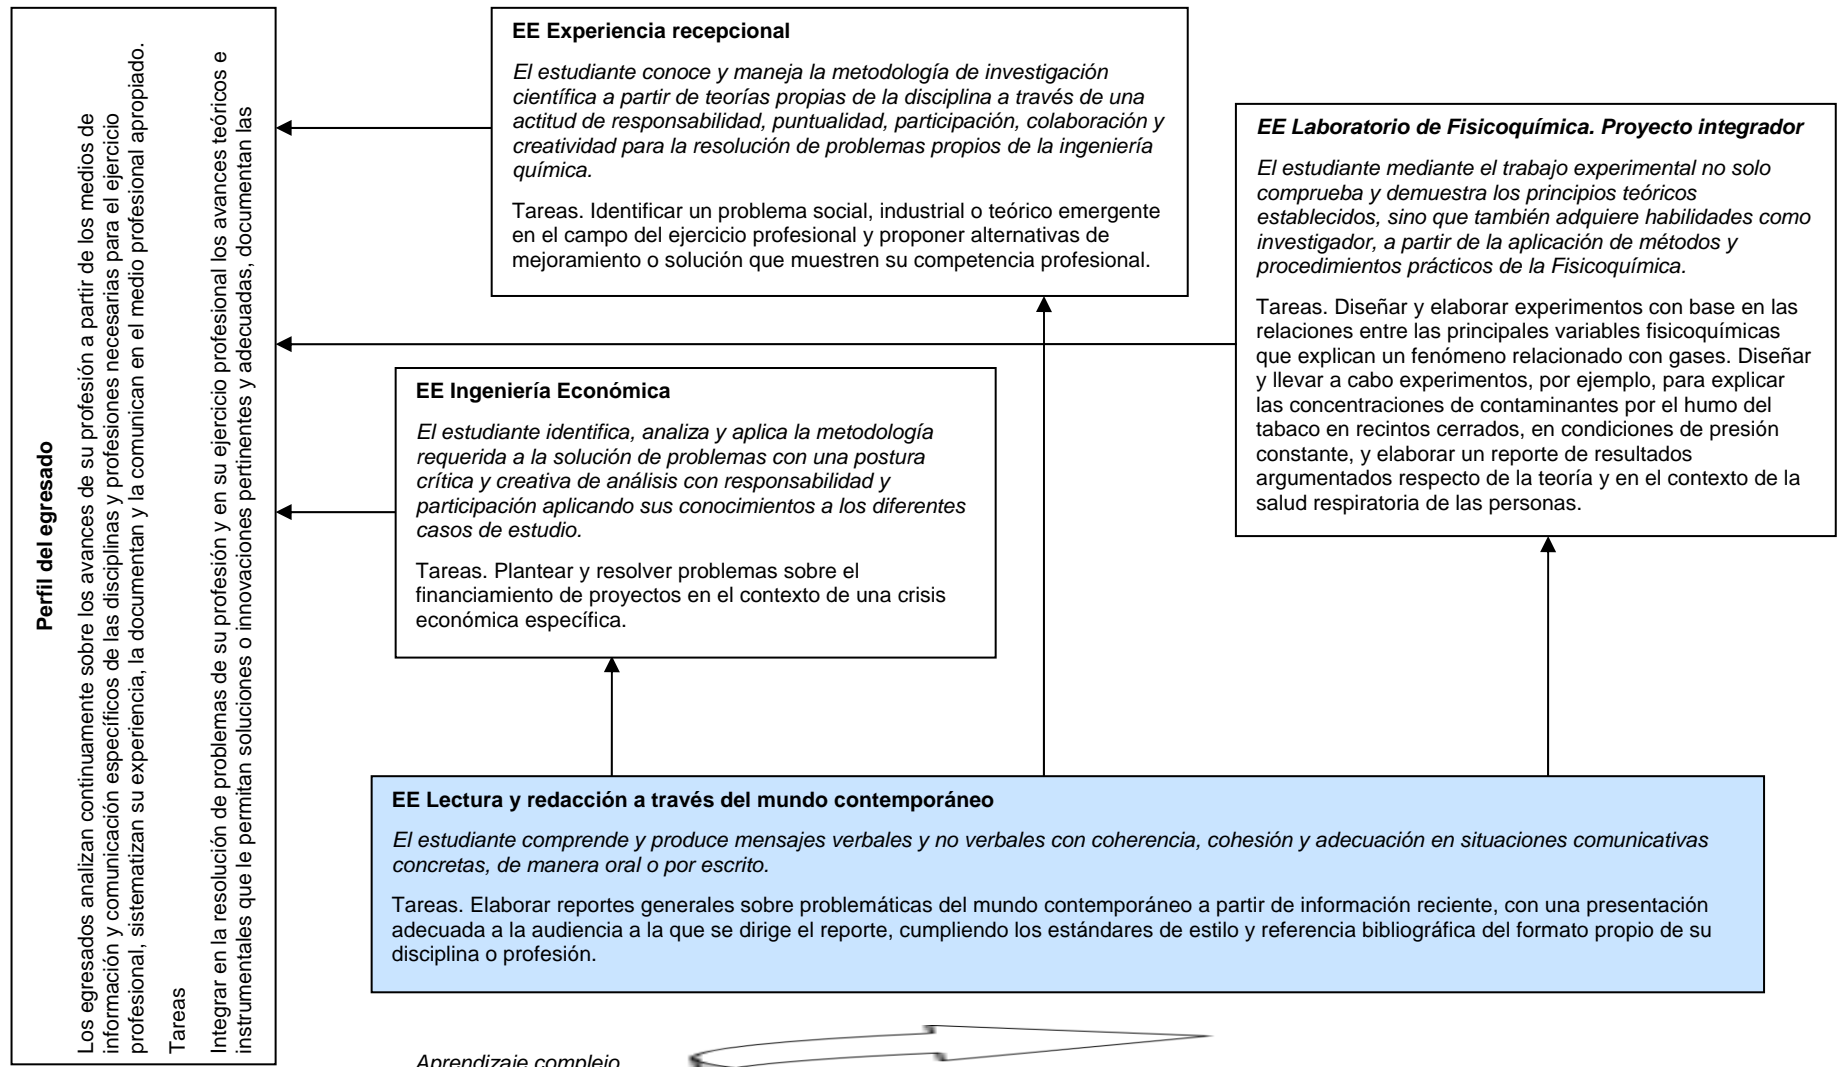 Perfil del egresado
Los egresados analizan continuamente sobre los avances de su profesión a partir de los medios de
información y comunicación específicos de las disciplinas y profesiones necesarias para el ejercicio
profesional, sistematizan su experiencia, la documentan y la comunican en el medio profesional apropiado.
Tareas
Integrar en la resolución de problemas de su profesión y en su ejercicio profesional los avances teóricos e
instrumentales que le permitan soluciones o innovaciones pertinentes y adecuadas, documentan las
EE Experiencia recepcional
El estudiante conoce y maneja la metodología de investigación
científica a partir de teorías propias de la disciplina a través de una
actitud de responsabilidad, puntualidad, participación, colaboración y
creatividad para la resolución de problemas propios de la ingeniería
química.
Tareas. Identificar un problema social, industrial o teórico emergente
en el campo del ejercicio profesional y proponer alternativas de
mejoramiento o solución que muestren su competencia profesional.
EE Laboratorio de Fisicoquímica. Proyecto integrador
El estudiante mediante el trabajo experimental no solo
comprueba y demuestra los principios teóricos
establecidos, sino que también adquiere habilidades como
investigador, a partir de la aplicación de métodos y
procedimientos prácticos de la Fisicoquímica.
Tareas. Diseñar y elaborar experimentos con base en las
relaciones entre las principales variables fisicoquímicas
que explican un fenómeno relacionado con gases. Diseñar
y llevar a cabo experimentos, por ejemplo, para explicar
las concentraciones de contaminantes por el humo del
tabaco en recintos cerrados, en condiciones de presión
constante, y elaborar un reporte de resultados
argumentados respecto de la teoría y en el contexto de la
salud respiratoria de las personas.
EE Ingeniería Económica
El estudiante identifica, analiza y aplica la metodología
requerida a la solución de problemas con una postura
crítica y creativa de análisis con responsabilidad y
participación aplicando sus conocimientos a los diferentes
casos de estudio.
Tareas. Plantear y resolver problemas sobre el
financiamiento de proyectos en el contexto de una crisis
económica específica.
EE Lectura y redacción a través del mundo contemporáneo
El estudiante comprende y produce mensajes verbales y no verbales con coherencia, cohesión y adecuación en situaciones comunicativas
concretas, de manera oral o por escrito.
Tareas. Elaborar reportes generales sobre problemáticas del mundo contemporáneo a partir de información reciente, con una presentación
adecuada a la audiencia a la que se dirige el reporte, cumpliendo los estándares de estilo y referencia bibliográfica del formato propio de su
disciplina o profesión.
Aprendizaje complejo